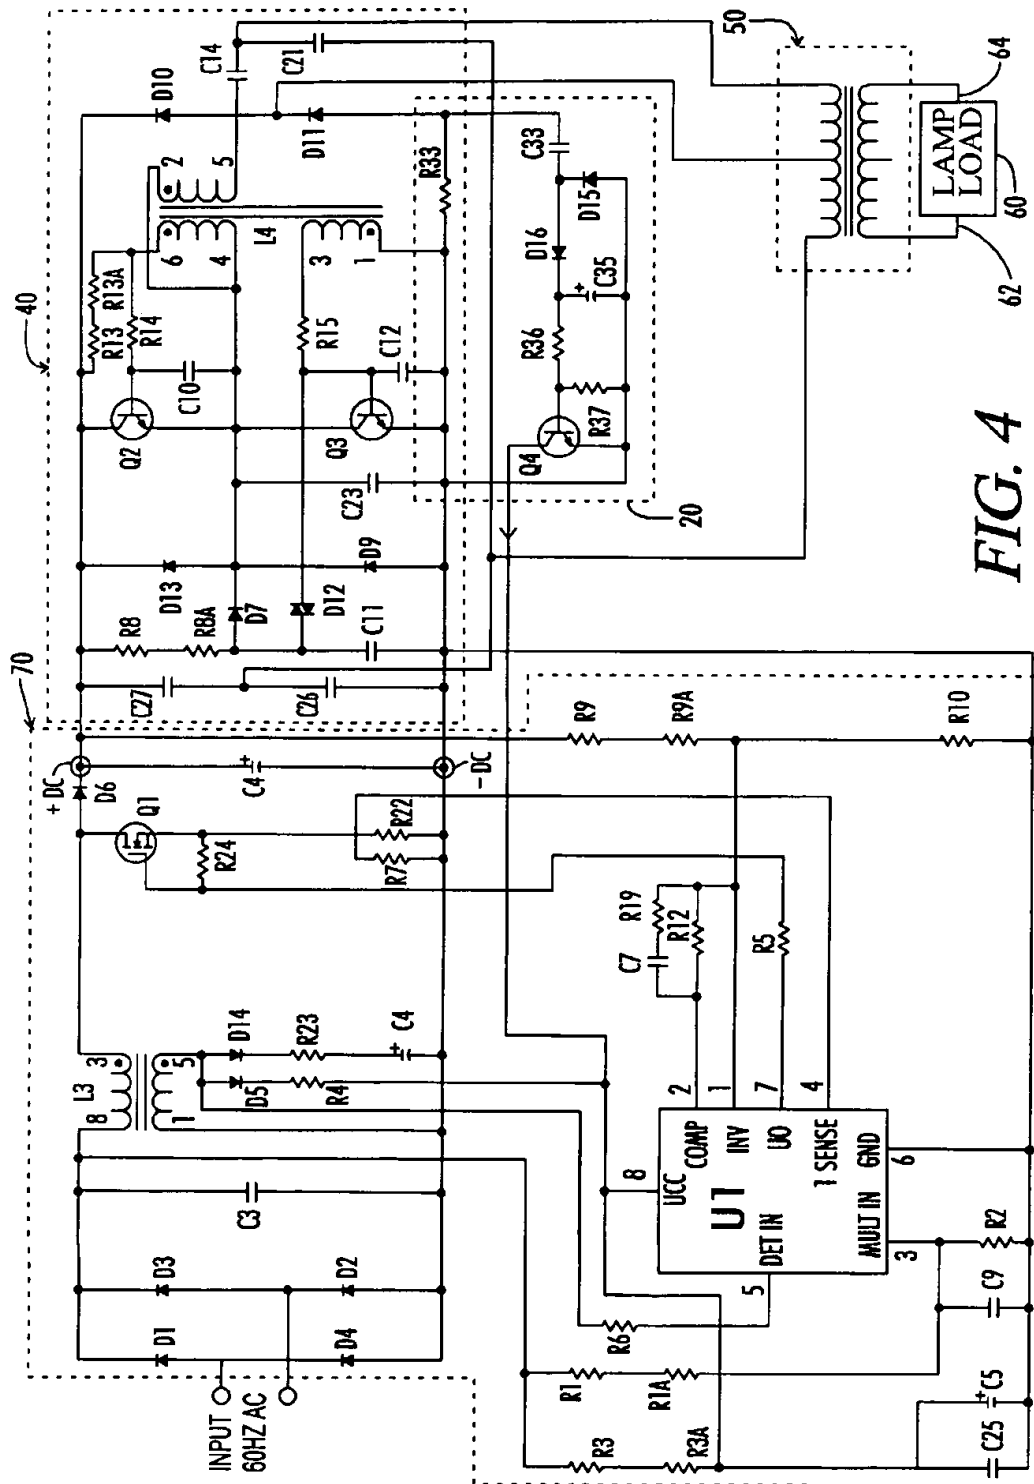 70
40
50
20
64
62
60
LAMP
LOAD
INPUT
60HZ AC
D1
D3
D4
D2
C3
L3
8
3
1
5
D14
D5
R23
R4
C4
Q1
R24
R7
R22
+ DC
D6
C4
- DC
C27
C26
R8
R8A
D7
D12
C11
D13
D9
C23
Q2
Q3
R13
R13A
R14
C10
R15
C12
6
4
3
1
2
5
L4
D10
D11
C14
C21
R33
C33
D15
D16
C35
R36
R37
Q4
R9
R9A
R10
C7
R19
R12
R5
R6
R1
R1A
R3
R3A
C5
C25
C9
R2
U1
8
UCC
2
COMP
1
INV
7
UO
4
1 SENSE
6
GND
5
DET IN
3
MULT IN
FIG. 4